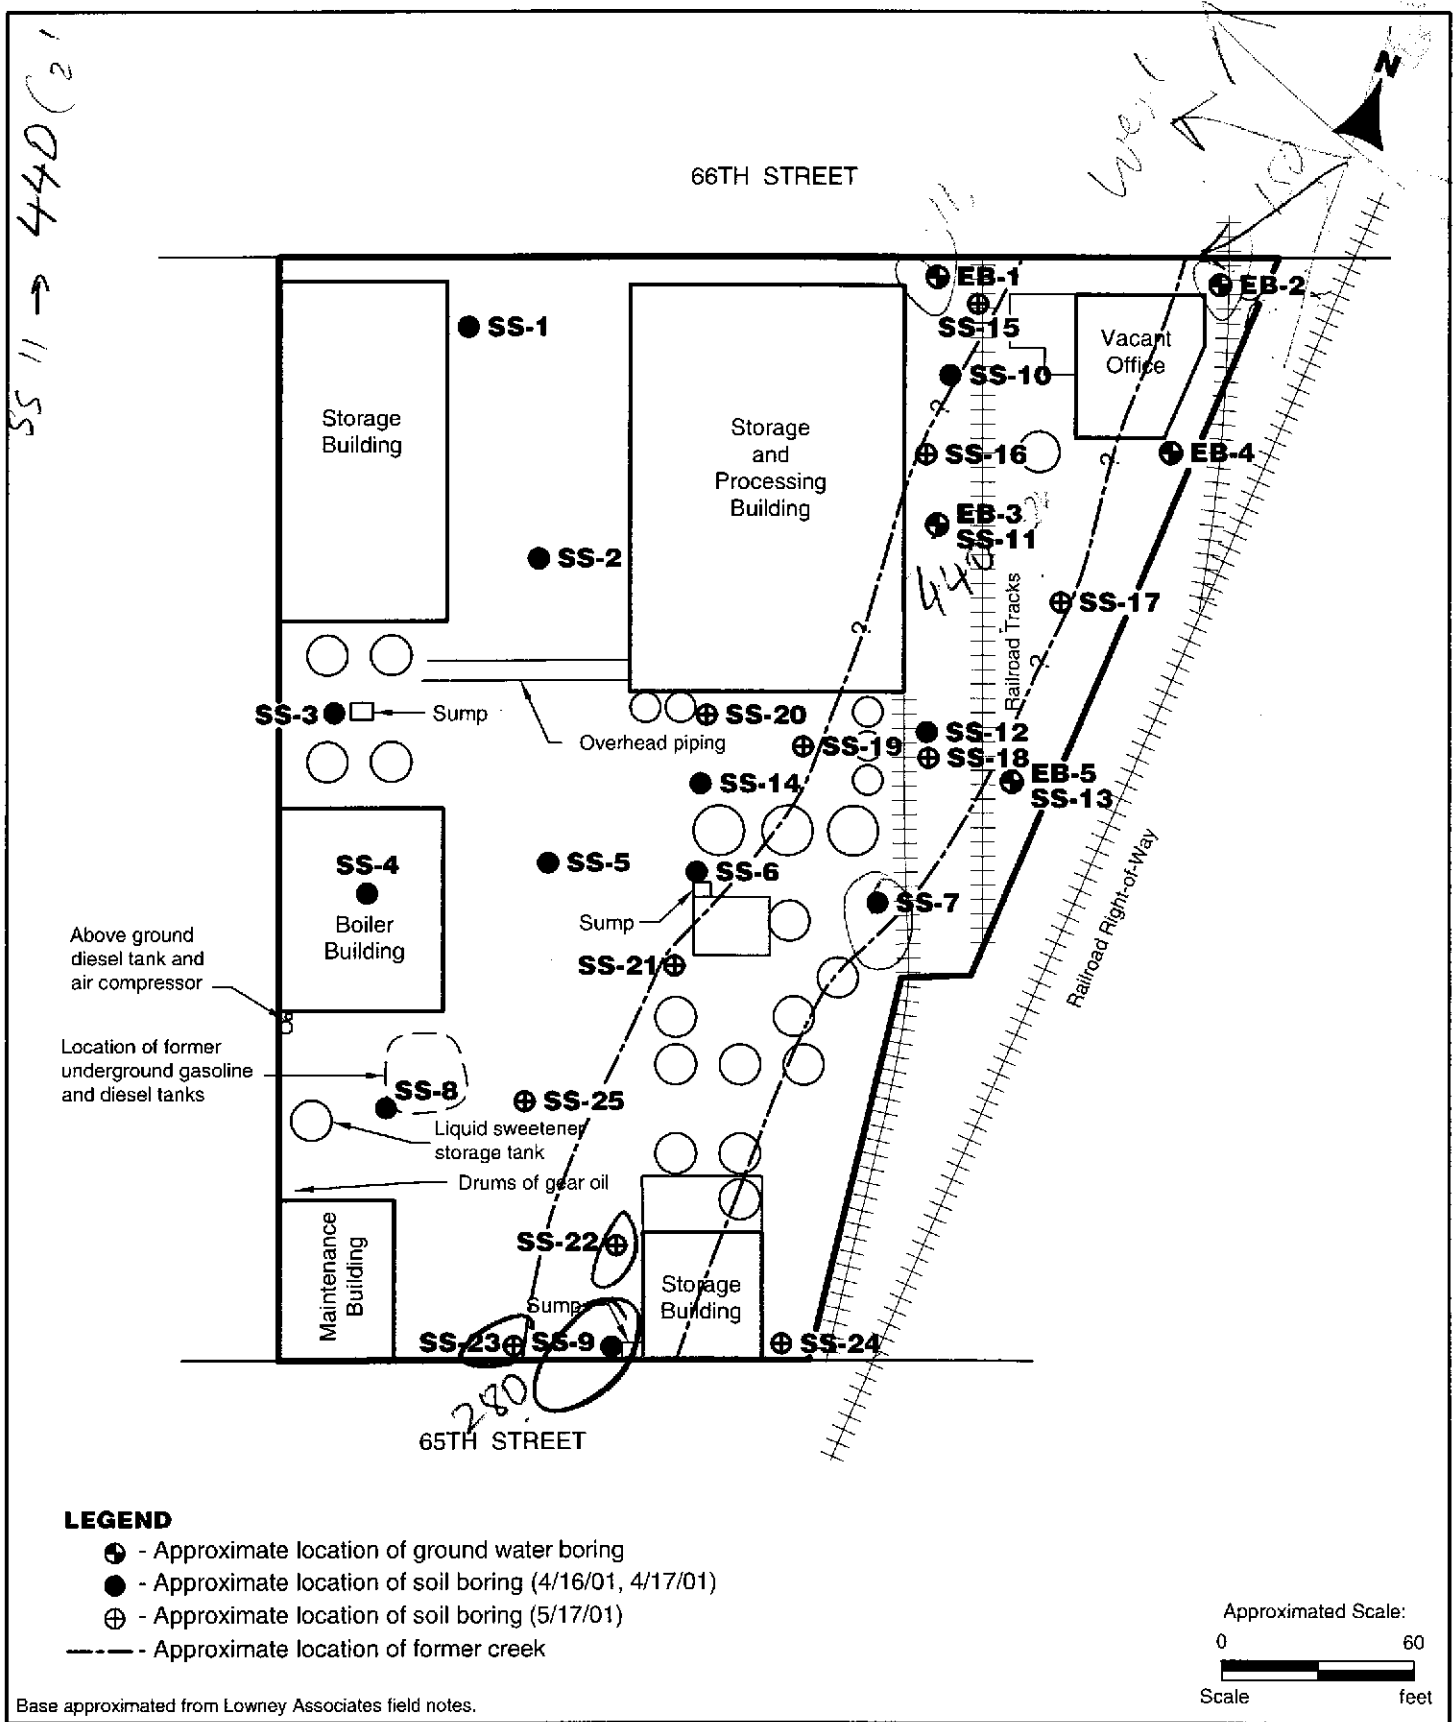 SS 11 → 440 (2'
West
150
N
66TH STREET
11,
EB-1
EB-2
SS-15
SS-1
Vacant
Office
SS-10
Storage
Building
Storage
and
Processing
Building
?
SS-16
?
EB-4
EB-3
SS-11
440
SS-2
SS-17
?
?
Railroad Tracks
SS-3
Sump
SS-20
Overhead piping
SS-19
SS-12
SS-18
SS-14
EB-5
SS-13
SS-5
SS-6
SS-4
Boiler
Building
Sump
SS-7
Railroad Right-of-Way
Above ground
diesel tank and
air compressor
SS-21
Location of former
underground gasoline
and diesel tanks
SS-8
SS-25
Liquid sweetener
storage tank
Drums of gear oil
Maintenance
Building
SS-22
Storage
Building
Sump
SS-23
SS-9
SS-24
280
65TH STREET
LEGEND
- Approximate location of ground water boring
- Approximate location of soil boring (4/16/01, 4/17/01)
- Approximate location of soil boring (5/17/01)
- Approximate location of former creek
Approximated Scale:
0 60
Scale feet
Base approximated from Lowney Associates field notes.